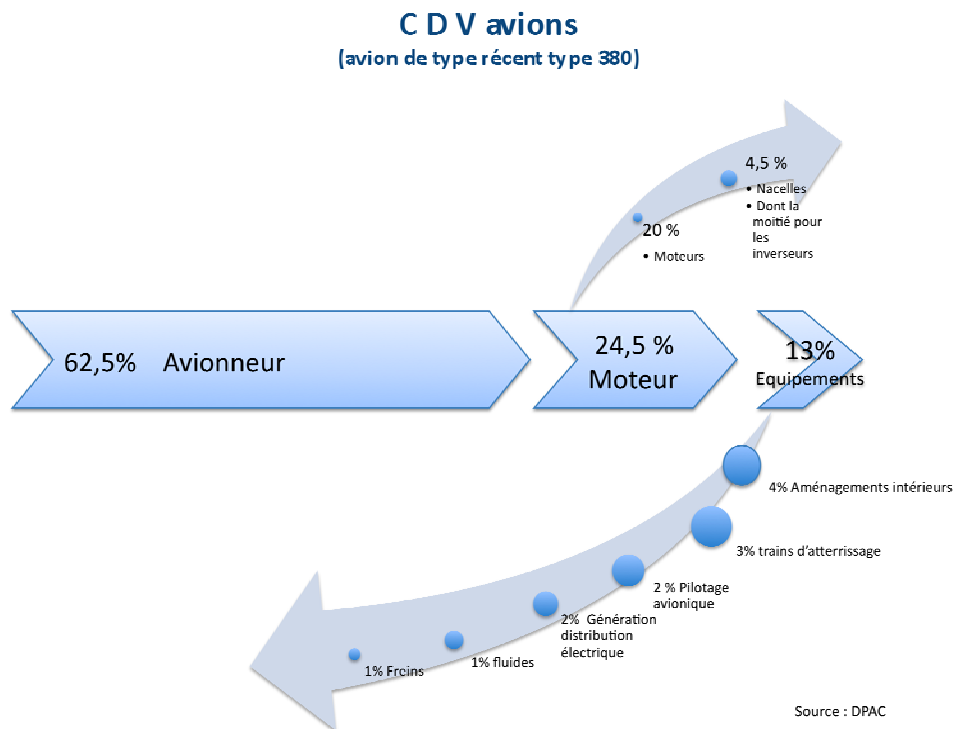 C D V avions
(avion de type récent type 380)
4,5 %
• Nacelles
• Dont la
moitié pour
les
inverseurs
20 %
• Moteurs
62,5% Avionneur
24,5 %
Moteur
13%
Equipements
4% Aménagements intérieurs
3% trains d’atterrissage
2 % Pilotage
avionique
2% Génération
distribution
électrique
1% fluides
1% Freins
Source : DPAC